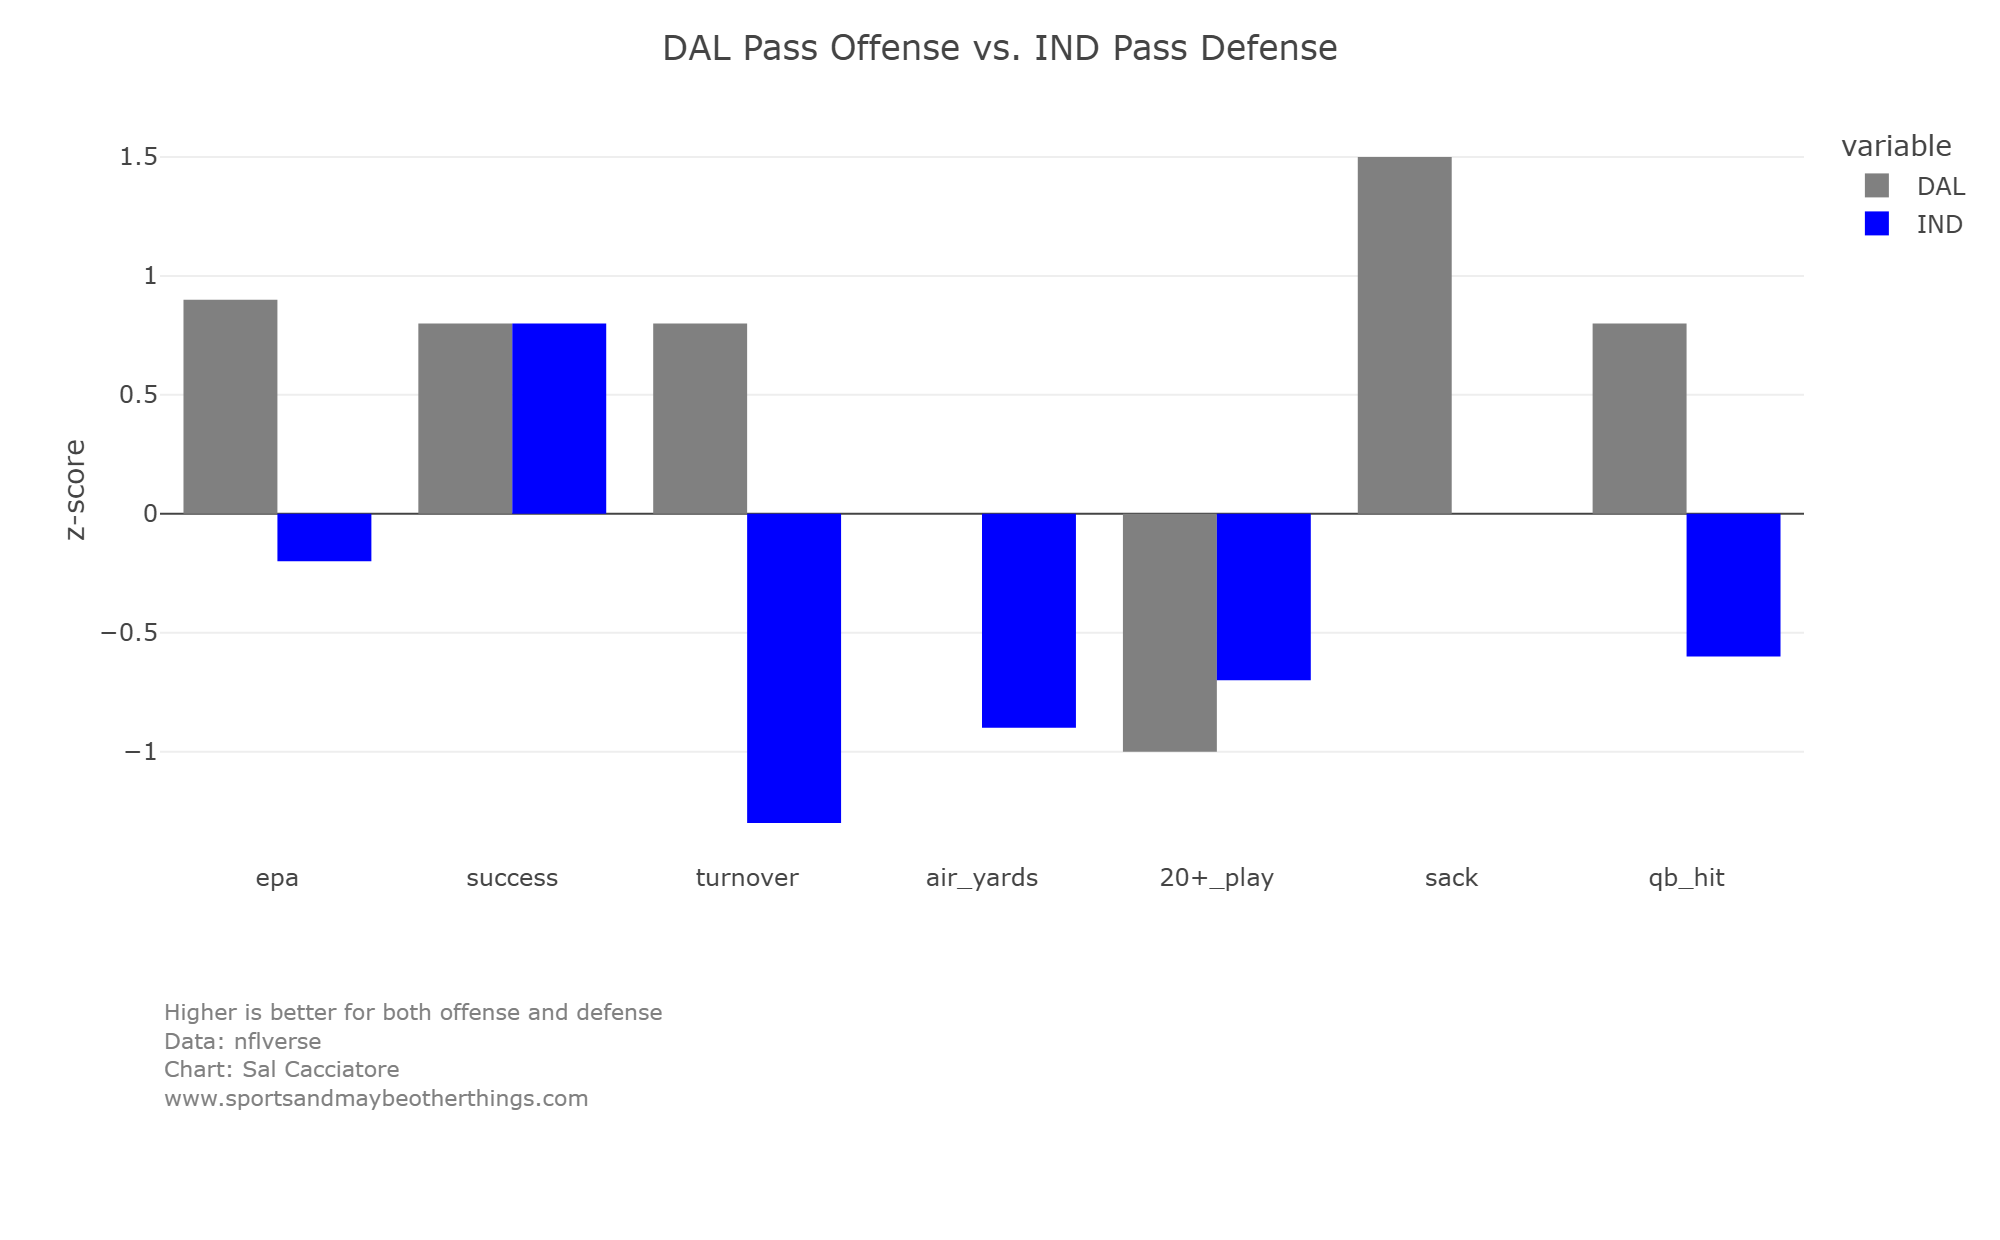 DAL Pass Offense vs. IND Pass Defense
variable
DAL
IND
z-score
1.5
1
0.5
0
−0.5
−1
epa
success
turnover
air_yards
20+_play
sack
qb_hit
Higher is better for both offense and defense
Data: nflverse
Chart: Sal Cacciatore
www.sportsandmaybeotherthings.com